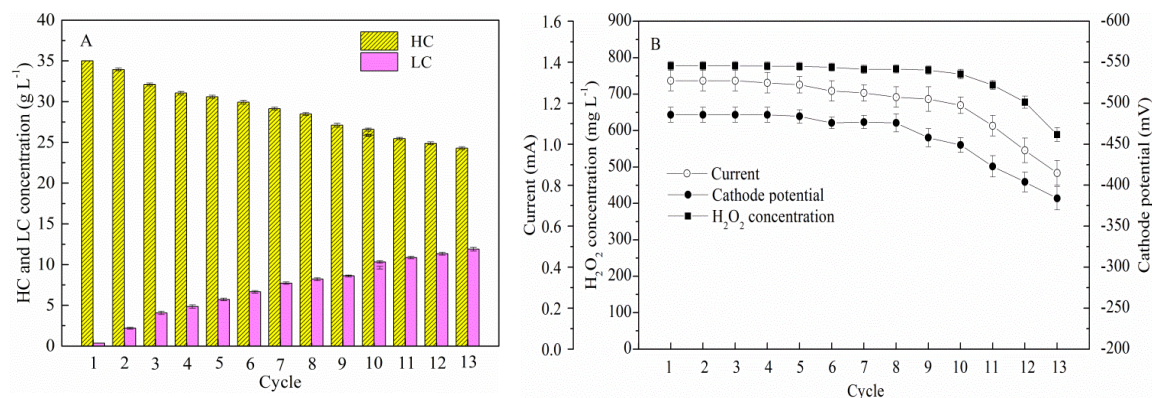 A
HC
LC
HC and LC concentration (g L⁻¹)
40
35
30
25
20
15
10
5
0
1 2 3 4 5 6 7 8 9 10 11 12 13
Cycle
B
Current (mA)
1.6
1.4
1.2
1.0
0.8
0.6
0.4
0.2
0.0
H₂O₂ concentration (mg L⁻¹)
900
800
700
600
500
400
300
200
100
0
Current
Cathode potential
H₂O₂ concentration
Cathode potential (mV)
-600
-550
-500
-450
-400
-350
-300
-250
-200
1 2 3 4 5 6 7 8 9 10 11 12 13
Cycle